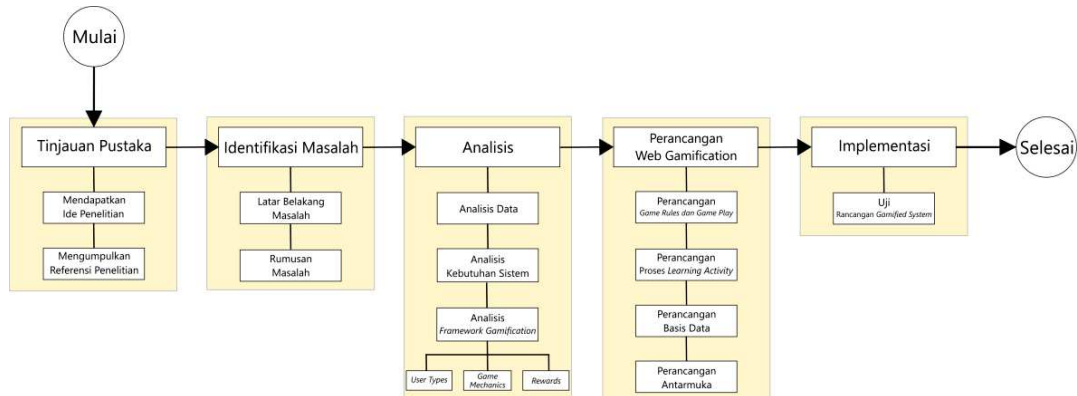 Mulai
Tinjauan Pustaka
Mendapatkan
Ide Penelitian
Mengumpulkan
Referensi Penelitian
Identifikasi Masalah
Latar Belakang
Masalah
Rumusan
Masalah
Analisis
Analisis Data
Analisis
Kebutuhan Sistem
Analisis
Framework Gamification
User Types
Game
Mechanics
Rewards
Perancangan
Web Gamification
Perancangan
Game Rules dan Game Play
Perancangan
Proses Learning Activity
Perancangan
Basis Data
Perancangan
Antarmuka
Implementasi
Uji
Rancangan Gamified System
Selesai